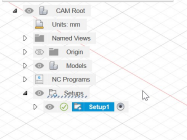 CAM Root
Units: mm
Named Views
Origin
Models
NC Programs
Setups
Setup1